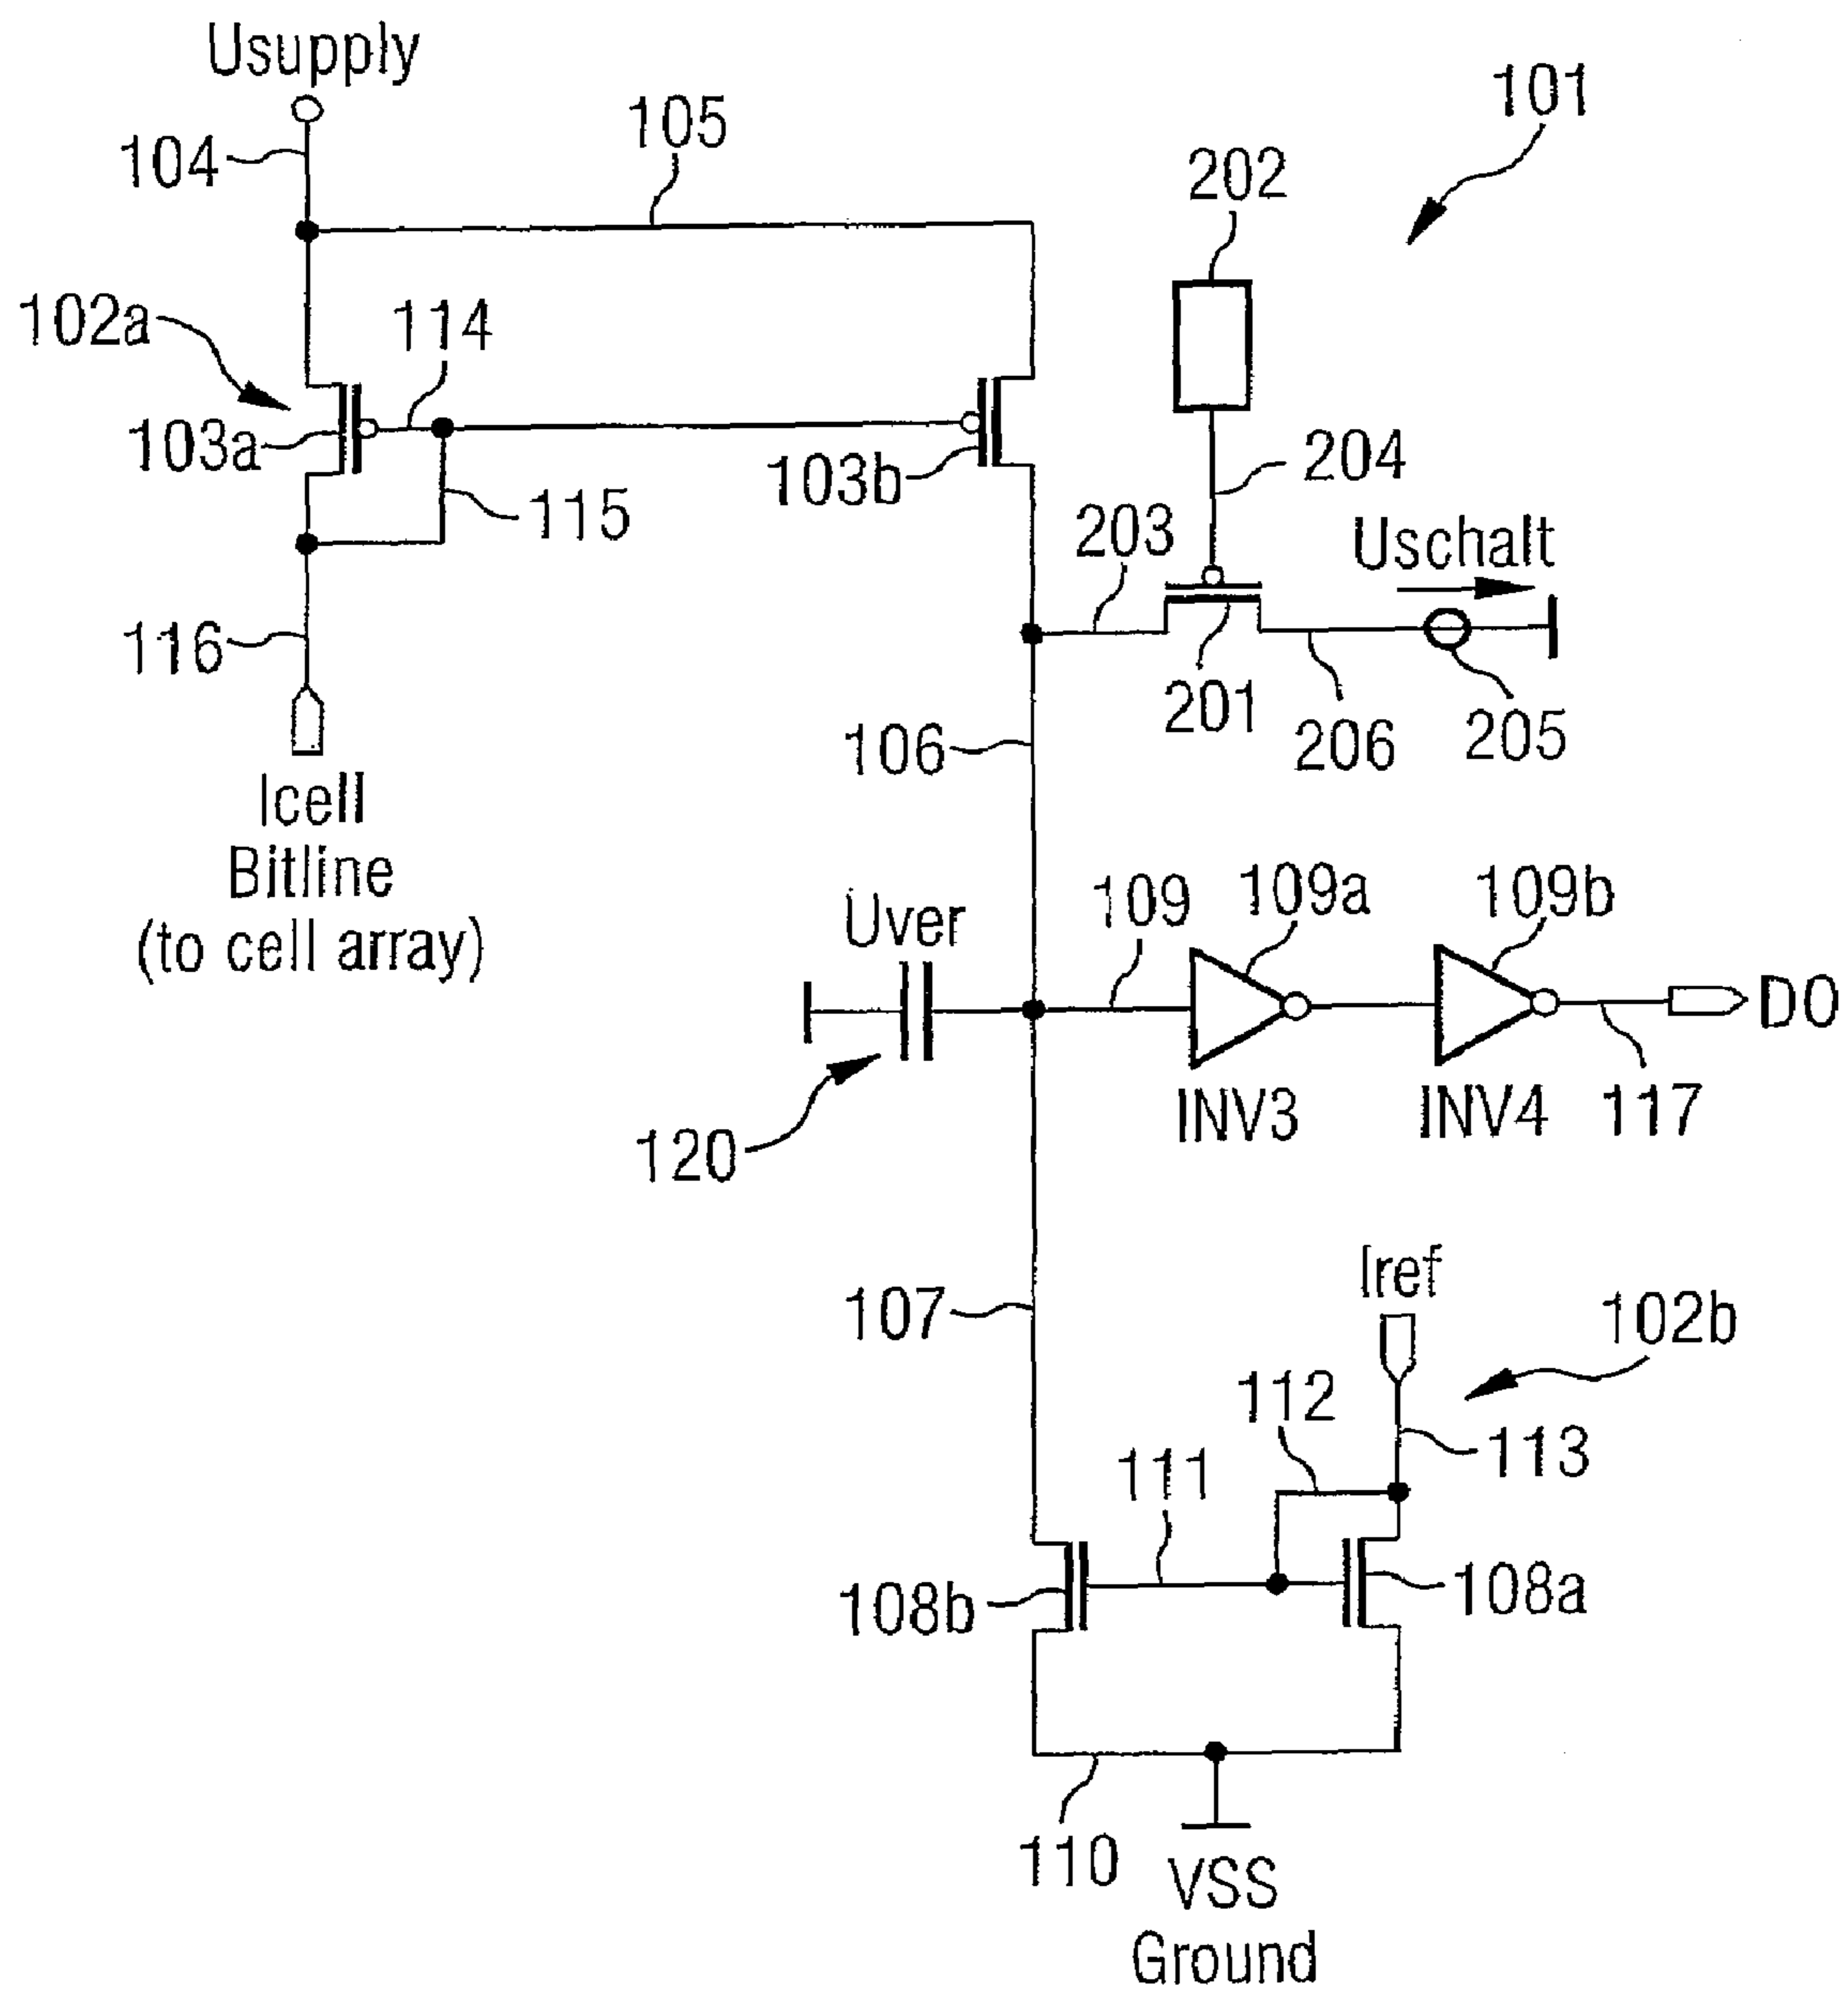 Usupply
101
105
104
202
102a
114
103a
103b
204
115
203
Uschalt
116
201
205
206
106
Icell
Bitline
(to cell array)
Uver
109
109a
109b
DO
INV3
INV4
117
120
Iref
107
102b
112
113
111
108b
108a
110
VSS
Ground